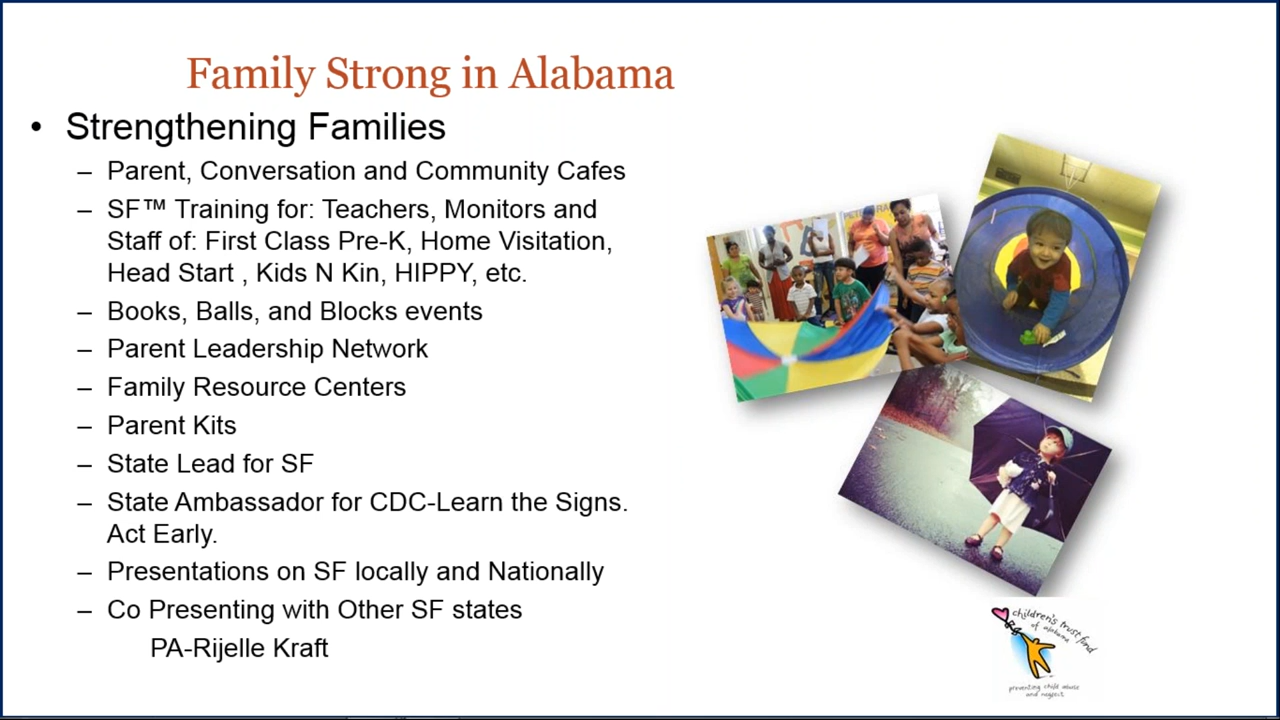 Family Strong in Alabama
• Strengthening Families
– Parent, Conversation and Community Cafes
– SF™ Training for: Teachers, Monitors and
Staff of: First Class Pre-K, Home Visitation,
Head Start , Kids N Kin, HIPPY, etc.
– Books, Balls, and Blocks events
– Parent Leadership Network
– Family Resource Centers
– Parent Kits
– State Lead for SF
– State Ambassador for CDC-Learn the Signs.
Act Early.
– Presentations on SF locally and Nationally
– Co Presenting with Other SF states
PA-Rijelle Kraft
children's trust fund
of alabama
preventing child abuse
and neglect